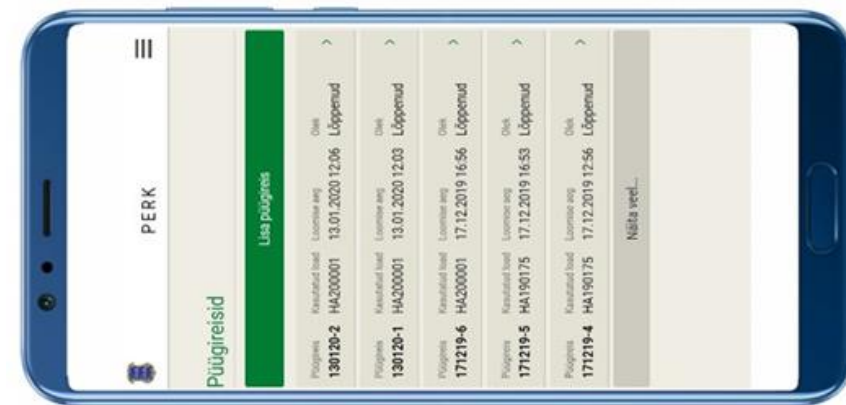 PERK
Püügireisid
Lisa püügireis
Püügireis Kasutatud load Loomise aeg Olek
130120-2 HA200001 13.01.2020 12:06 Lõppenud
Püügireis Kasutatud load Loomise aeg Olek
130120-1 HA200001 13.01.2020 12:03 Lõppenud
Püügireis Kasutatud load Loomise aeg Olek
171219-6 HA200001 17.12.2019 16:56 Lõppenud
Püügireis Kasutatud load Loomise aeg Olek
171219-5 HA190175 17.12.2019 16:53 Lõppenud
Püügireis Kasutatud load Loomise aeg Olek
171219-4 HA190175 17.12.2019 12:56 Lõppenud
Näita veel...